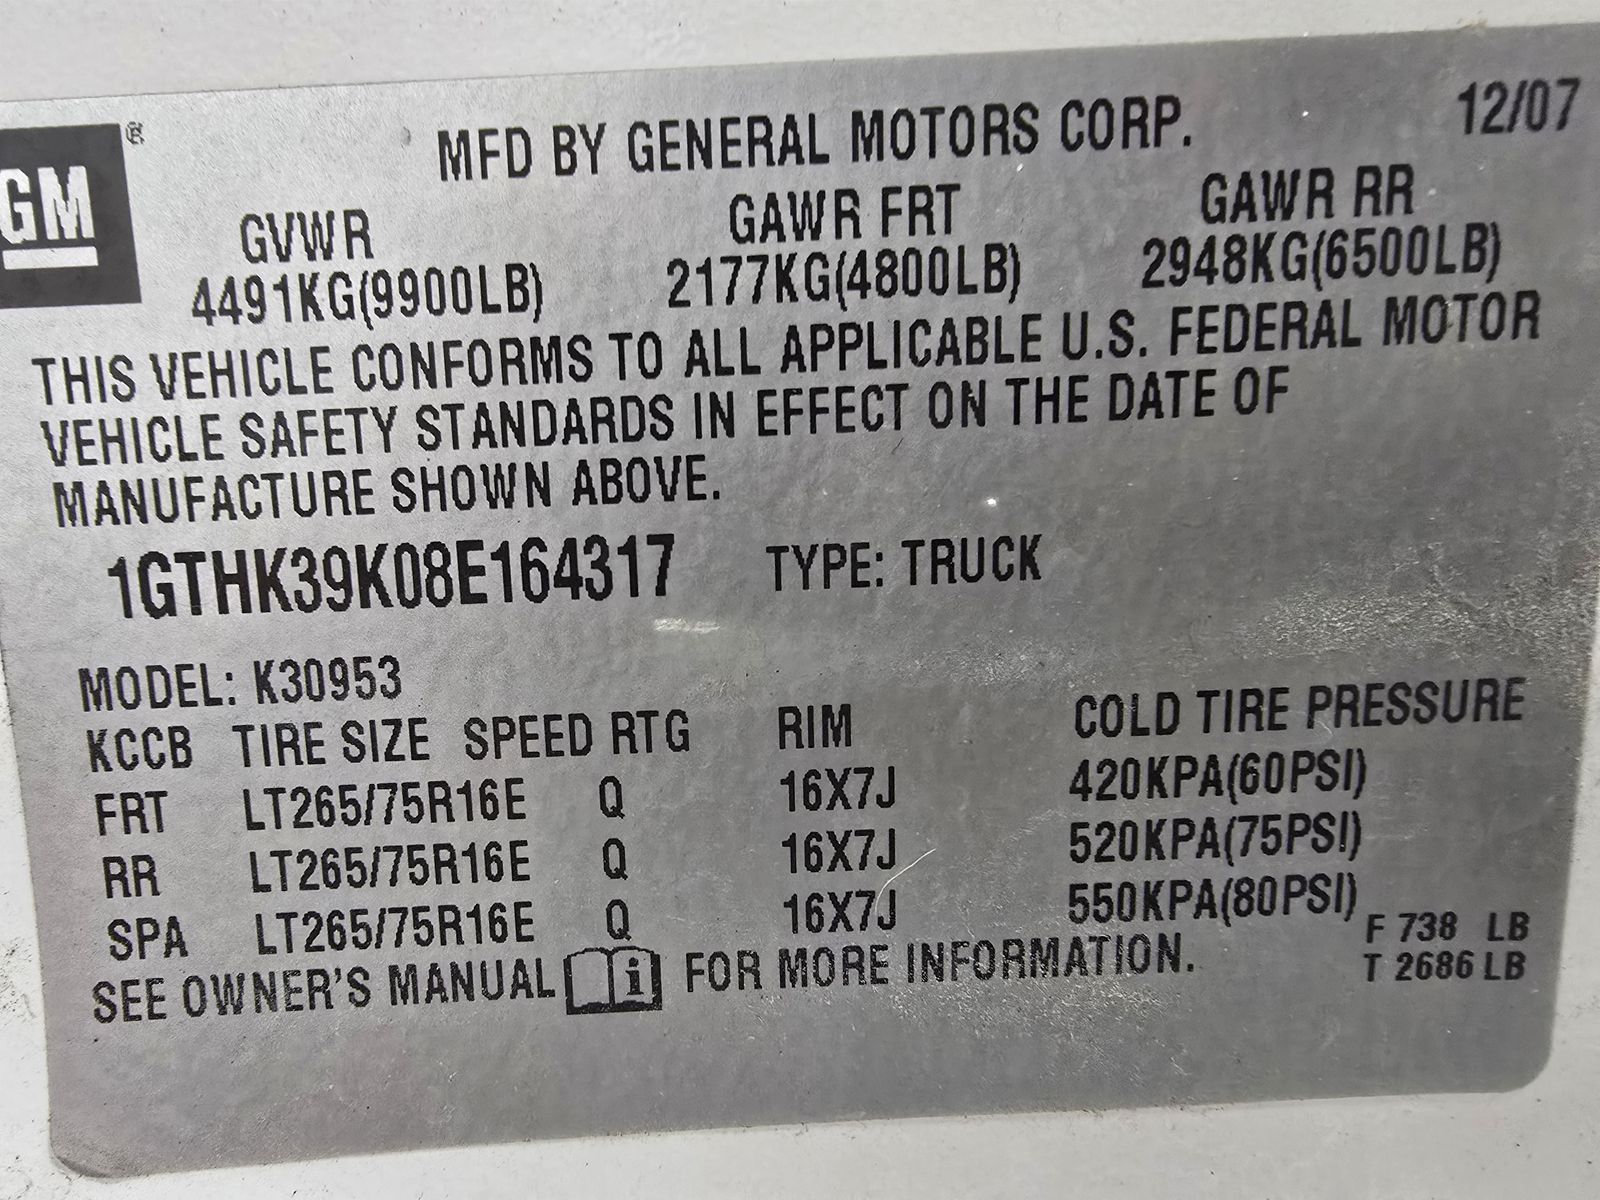 GM ®
MFD BY GENERAL MOTORS CORP. 12/07
GVWR GAWR FRT GAWR RR
4491KG(9900LB) 2177KG(4800LB) 2948KG(6500LB)
THIS VEHICLE CONFORMS TO ALL APPLICABLE U.S. FEDERAL MOTOR
VEHICLE SAFETY STANDARDS IN EFFECT ON THE DATE OF
MANUFACTURE SHOWN ABOVE.
1GTHK39K08E164317 TYPE: TRUCK
MODEL: K30953
KCCB TIRE SIZE SPEED RTG RIM COLD TIRE PRESSURE
FRT LT265/75R16E Q 16X7J 420KPA(60PSI)
RR LT265/75R16E Q 16X7J 520KPA(75PSI)
SPA LT265/75R16E Q 16X7J 550KPA(80PSI)
F 738 LB
SEE OWNER'S MANUAL i FOR MORE INFORMATION.
T 2686 LB